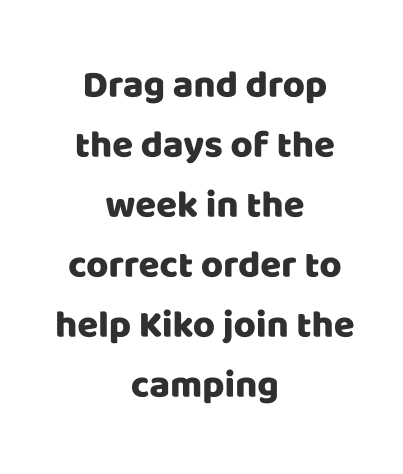 Drag and drop
the days of the
week in the
correct order to
help Kiko join the
camping